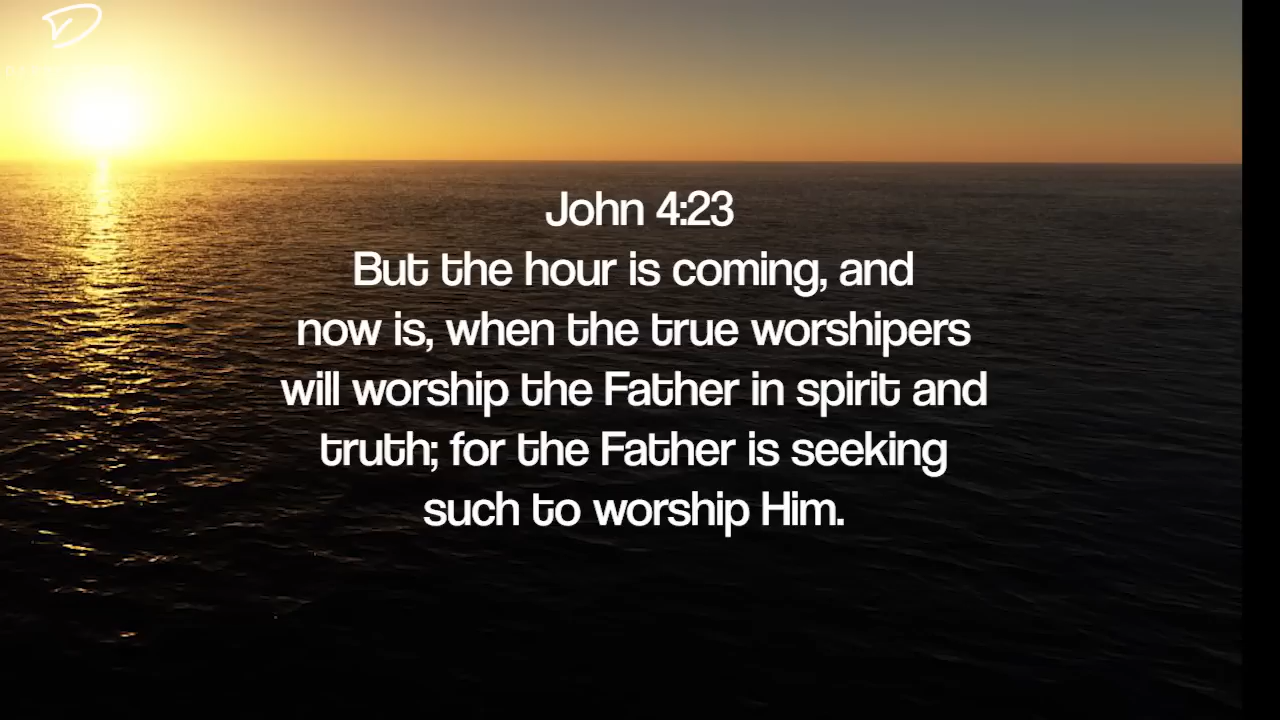 John 4:23
But the hour is coming, and
now is, when the true worshipers
will worship the Father in spirit and
truth; for the Father is seeking
such to worship Him.